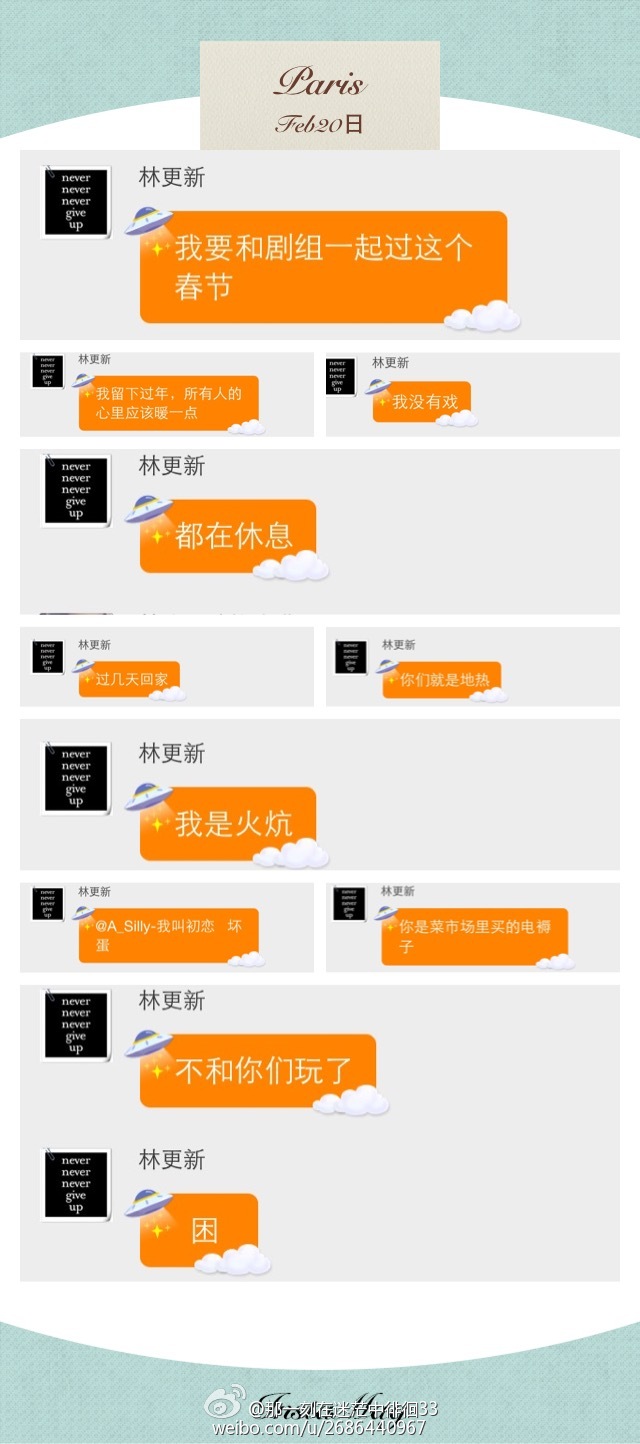 Paris
Feb20日
never
never
never
give
up
林更新
我要和剧组一起过这个
春节
never
never
never
give
up
林更新
我留下过年，所有人的
心里应该暖一点
never
never
never
give
up
林更新
我没有戏
never
never
never
give
up
林更新
都在休息
never
never
never
give
up
林更新
过几天回家
never
never
never
give
up
林更新
你们就是地热
never
never
never
give
up
林更新
我是火炕
never
never
never
give
up
林更新
@A_Silly-我叫初恋 坏
蛋
never
never
never
give
up
林更新
你是菜市场里买的电褥
子
never
never
never
give
up
林更新
不和你们玩了
never
never
never
give
up
林更新
困
@那一刻在迷茫中徘徊33
weibo.com/u/2686440967